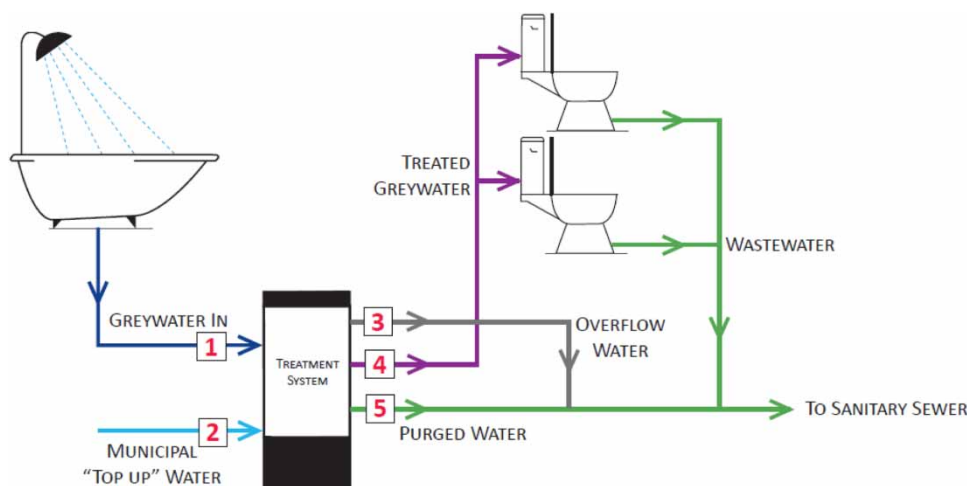 TREATED
GREYWATER
WASTEWATER
GREYWATER IN
1
3
OVERFLOW
WATER
TREATMENT
SYSTEM
4
2
5
MUNICIPAL
"TOP UP" WATER
PURGED WATER
TO SANITARY SEWER